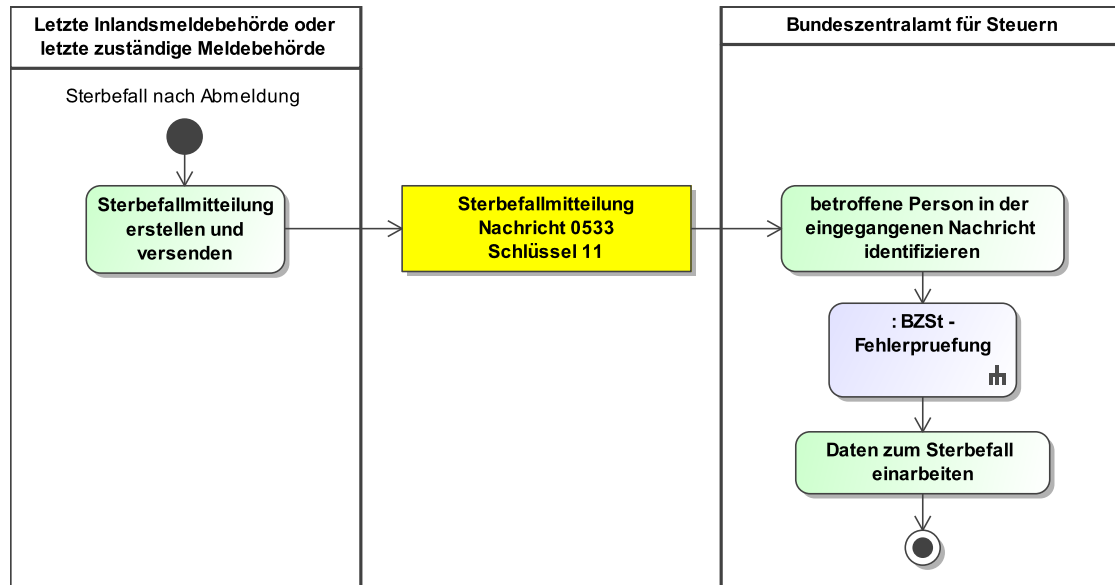 Letzte Inlandsmeldebehörde oder
letzte zuständige Meldebehörde
Bundeszentralamt für Steuern
Sterbefall nach Abmeldung
Sterbefallmitteilung
erstellen und
versenden
Sterbefallmitteilung
Nachricht 0533
Schlüssel 11
betroffene Person in der
eingegangenen Nachricht
identifizieren
: BZSt -
Fehlerpruefung
Daten zum Sterbefall
einarbeiten